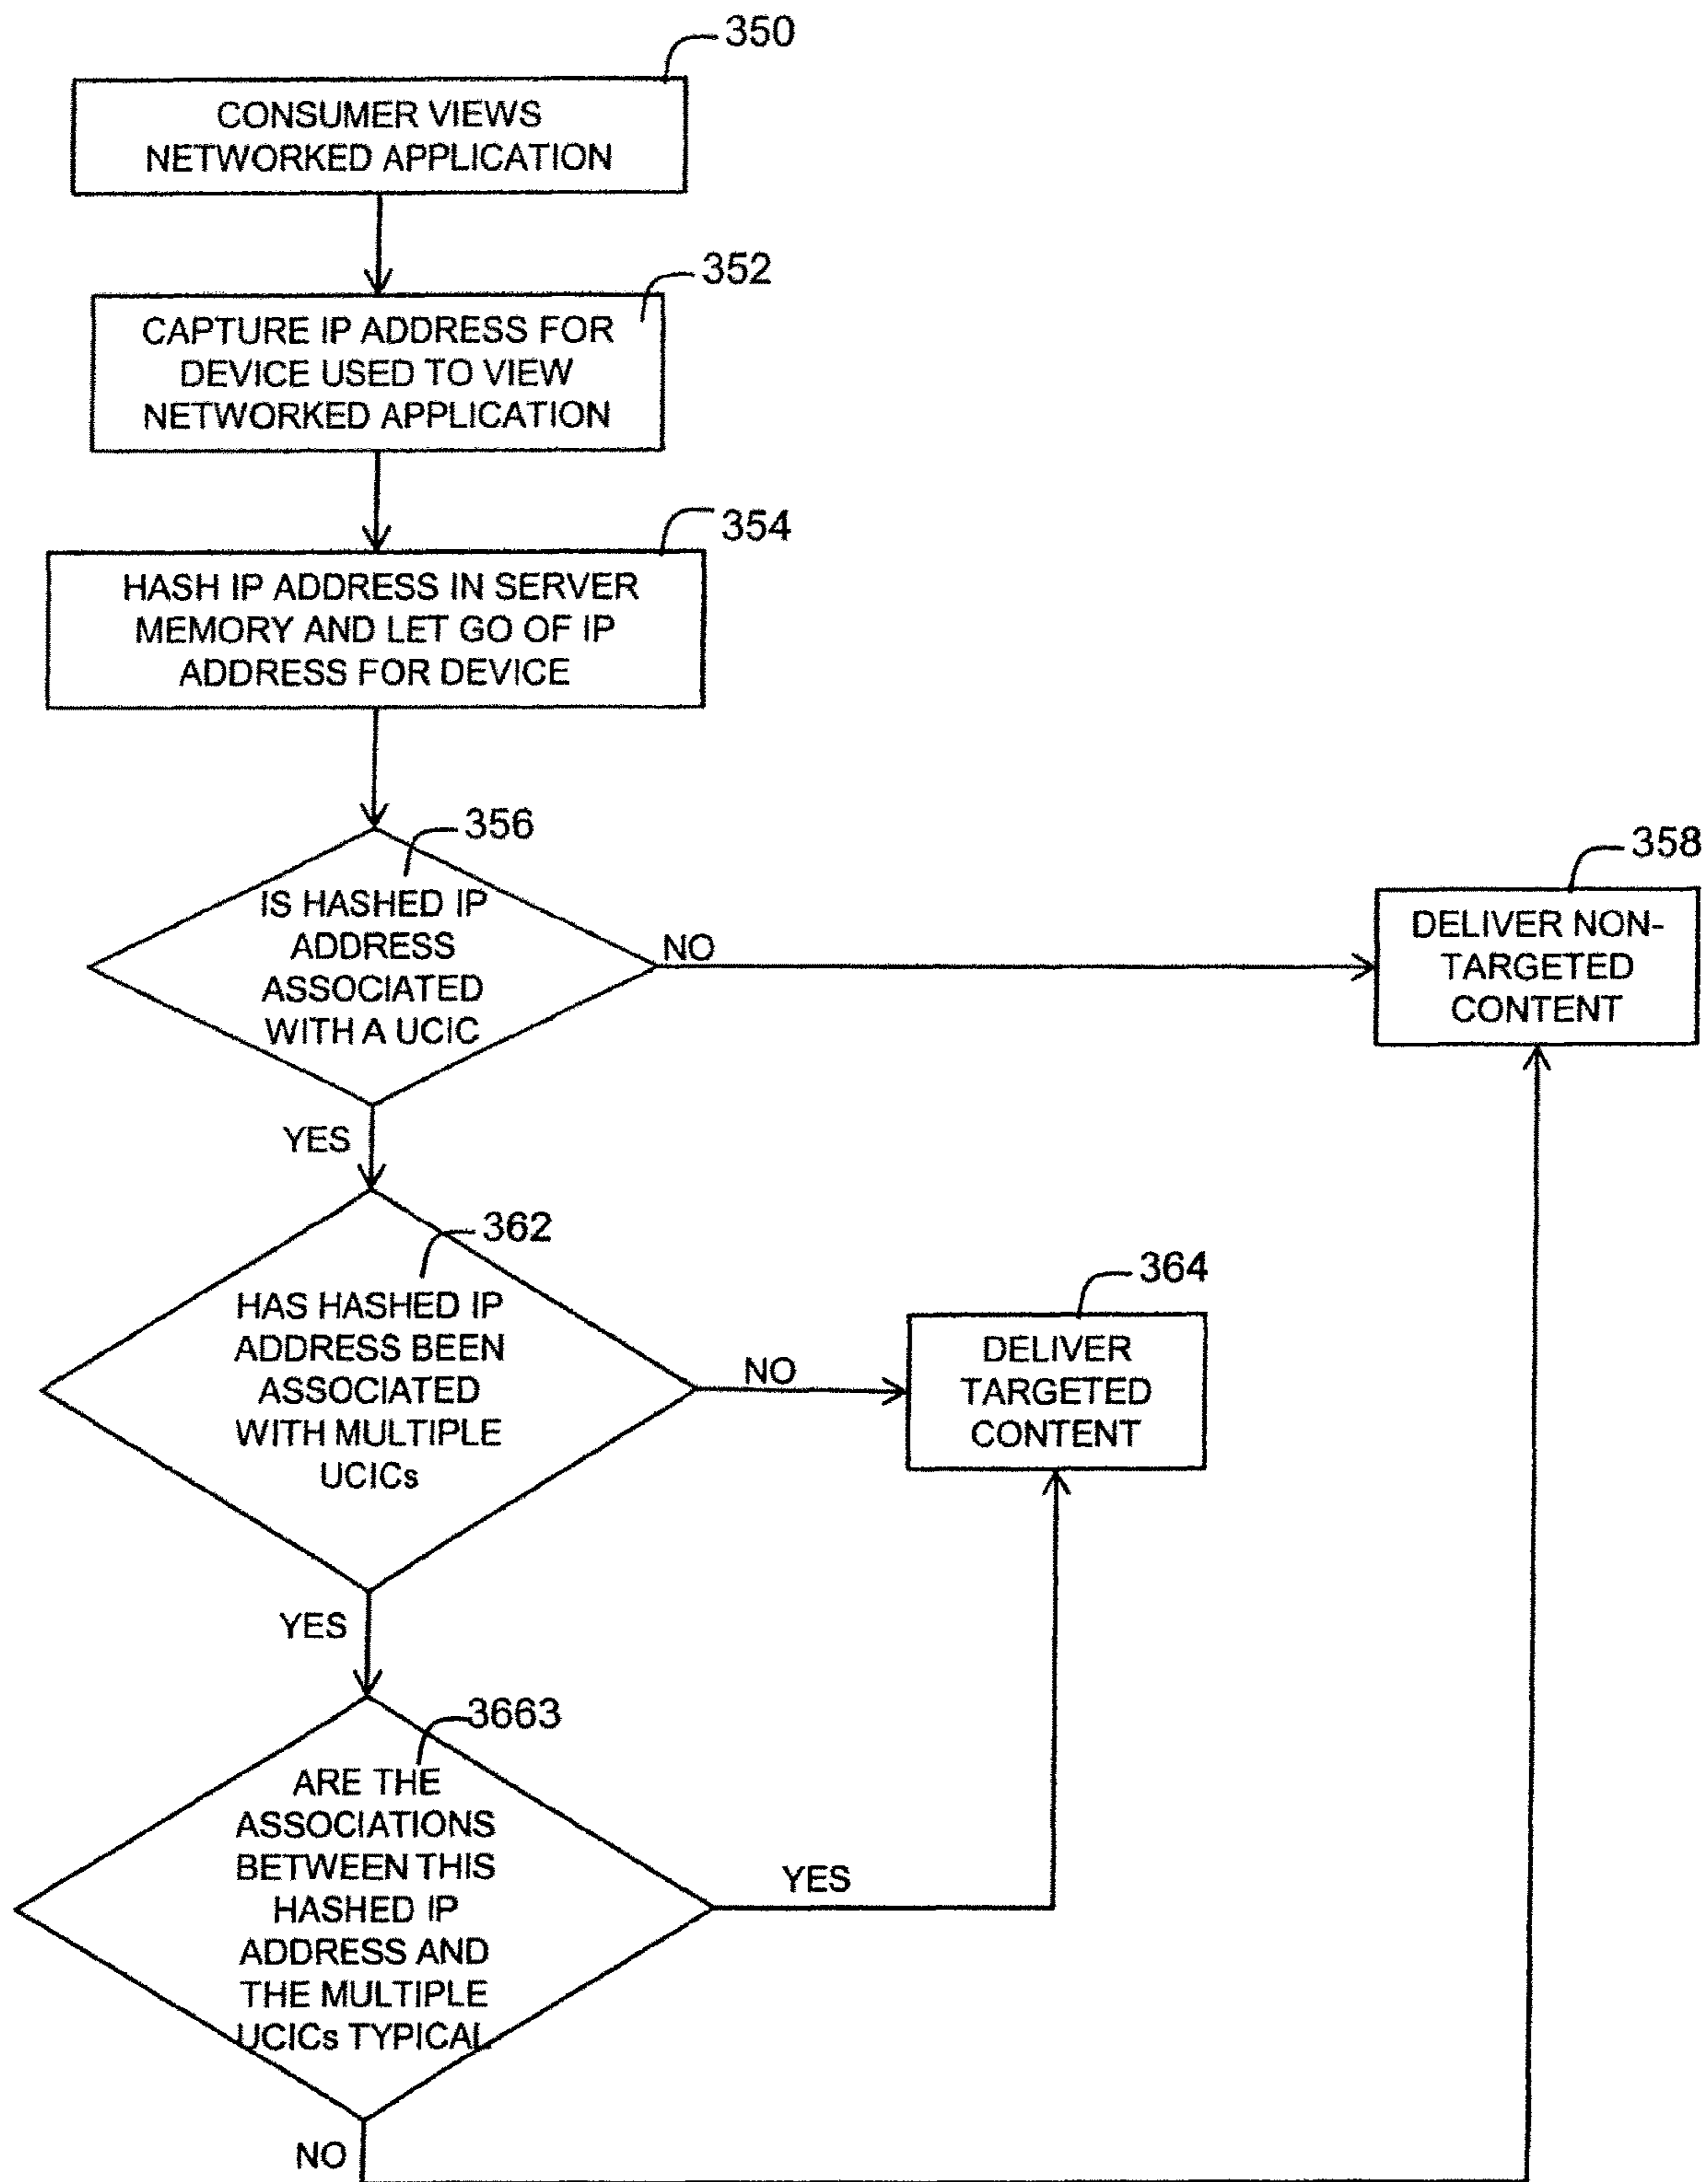 350
CONSUMER VIEWS
NETWORKED APPLICATION
352
CAPTURE IP ADDRESS FOR
DEVICE USED TO VIEW
NETWORKED APPLICATION
354
HASH IP ADDRESS IN SERVER
MEMORY AND LET GO OF IP
ADDRESS FOR DEVICE
356
IS HASHED IP
ADDRESS
ASSOCIATED
WITH A UCIC
NO
358
DELIVER NON-
TARGETED
CONTENT
YES
362
HAS HASHED IP
ADDRESS BEEN
ASSOCIATED
WITH MULTIPLE
UCICs
NO
364
DELIVER
TARGETED
CONTENT
YES
3663
ARE THE
ASSOCIATIONS
BETWEEN THIS
HASHED IP
ADDRESS AND
THE MULTIPLE
UCICs TYPICAL
YES
NO